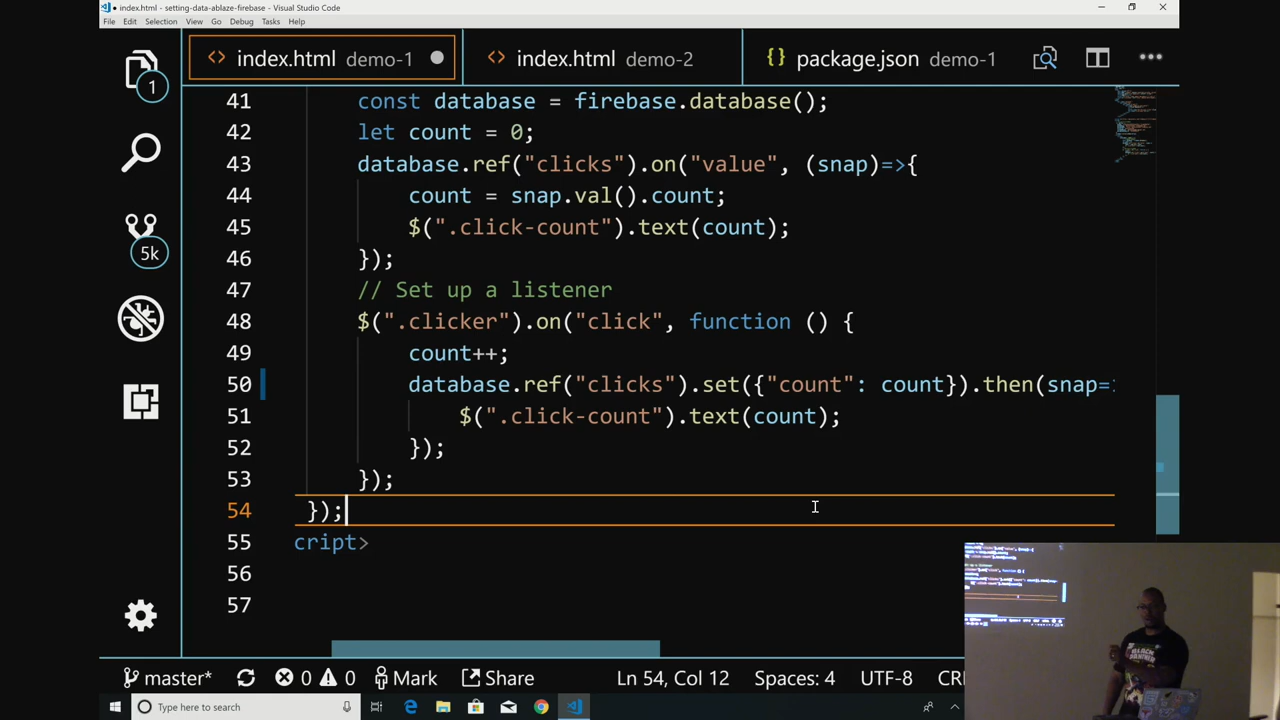 index.html - setting-data-ablaze-firebase - Visual Studio Code
File Edit Selection View Go Debug Tasks Help
index.html demo-1
index.html demo-2
{} package.json demo-1
1
5k
41 const database = firebase.database();
42 let count = 0;
43 database.ref("clicks").on("value", (snap)=>{
44 count = snap.val().count;
45 $(".click-count").text(count);
46 });
47 // Set up a listener
48 $(".clicker").on("click", function () {
49 count++;
50 database.ref("clicks").set({"count": count}).then(snap=
51 $(".click-count").text(count);
52 });
53 });
54 });
55 cript>
56
57
master* 0 0 Mark Share Ln 54, Col 12 Spaces: 4 UTF-8 CR
Type here to search
BLACK
PANTHER